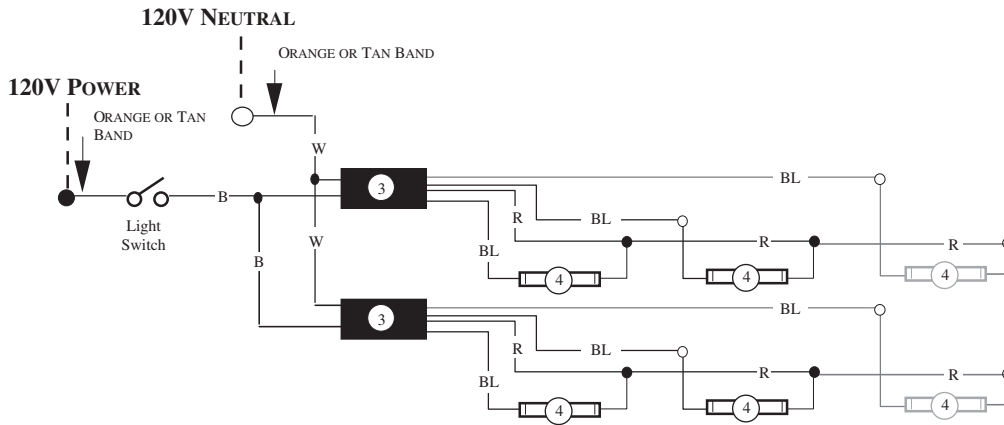 120V NEUTRAL
ORANGE OR TAN BAND
120V POWER
ORANGE OR TAN
BAND
W
B
Light
Switch
3
BL
R
BL
BL
R
R
4
4
4
W
B
3
BL
R
BL
BL
R
R
4
4
4